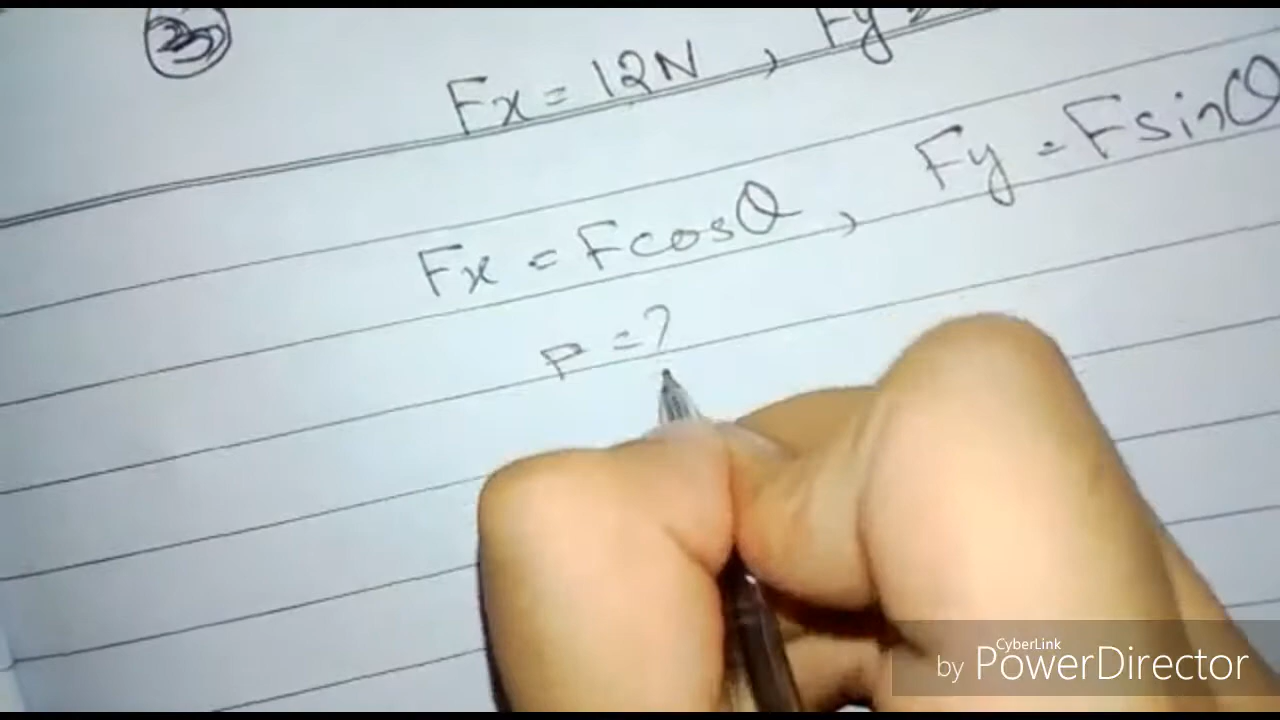 Fx = 12N , Fy
Fx = Fcosθ , Fy = Fsinθ
F = ?
CyberLink
by PowerDirector